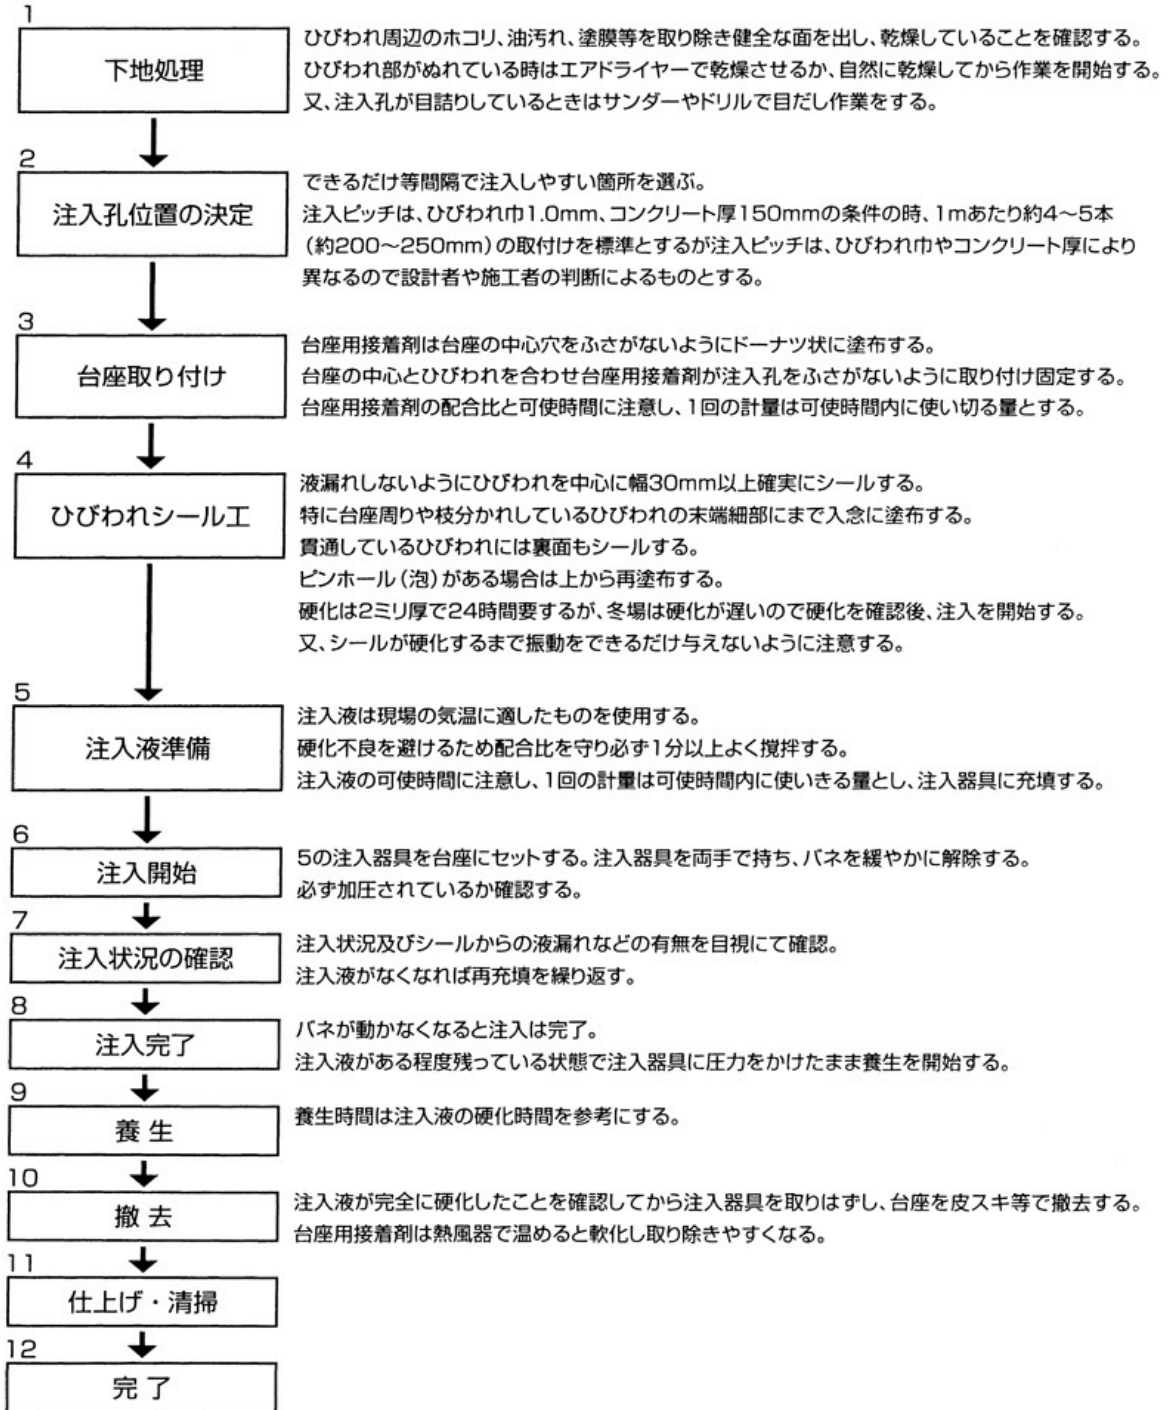 1
下地処理
ひびわれ周辺のホコリ、油汚れ、塗膜等を取り除き健全な面を出し、乾燥していることを確認する。
ひびわれ部がぬれている時はエアドライヤーで乾燥させるか、自然に乾燥してから作業を開始する。
又、注入孔が目詰りしているときはサンダーやドリルで目だし作業をする。
2
注入孔位置の決定
できるだけ等間隔で注入しやすい箇所を選ぶ。
注入ピッチは、ひびわれ巾1.0mm、コンクリート厚150mmの条件の時、1mあたり約4〜5本
(約200〜250mm)の取付けを標準とするが注入ピッチは、ひびわれ巾やコンクリート厚により
異なるので設計者や施工者の判断によるものとする。
3
台座取り付け
台座用接着剤は台座の中心穴をふさがないようにドーナツ状に塗布する。
台座の中心とひびわれを合わせ台座用接着剤が注入孔をふさがないように取り付け固定する。
台座用接着剤の配合比と可使時間に注意し、1回の計量は可使時間内に使い切る量とする。
4
ひびわれシール工
液漏れしないようにひびわれを中心に幅30mm以上確実にシールする。
特に台座周りや枝分かれしているひびわれの末端細部にまで入念に塗布する。
貫通しているひびわれには裏面もシールする。
ピンホール(泡)がある場合は上から再塗布する。
硬化は2ミリ厚で24時間要するが、冬場は硬化が遅いので硬化を確認後、注入を開始する。
又、シールが硬化するまで振動をできるだけ与えないように注意する。
5
注入液準備
注入液は現場の気温に適したものを使用する。
硬化不良を避けるため配合比を守り必ず1分以上よく撹拌する。
注入液の可使時間に注意し、1回の計量は可使時間内に使いきる量とし、注入器具に充填する。
6
注入開始
5の注入器具を台座にセットする。注入器具を両手で持ち、バネを緩やかに解除する。
必ず加圧されているか確認する。
7
注入状況の確認
注入状況及びシールからの液漏れなどの有無を目視にて確認。
注入液がなくなれば再充填を繰り返す。
8
注入完了
バネが動かなくなると注入は完了。
注入液がある程度残っている状態で注入器具に圧力をかけたまま養生を開始する。
9
養 生
養生時間は注入液の硬化時間を参考にする。
10
撤 去
注入液が完全に硬化したことを確認してから注入器具を取りはずし、台座を皮スキ等で撤去する。
台座用接着剤は熱風器で温めると軟化し取り除きやすくなる。
11
仕上げ・清掃
12
完 了